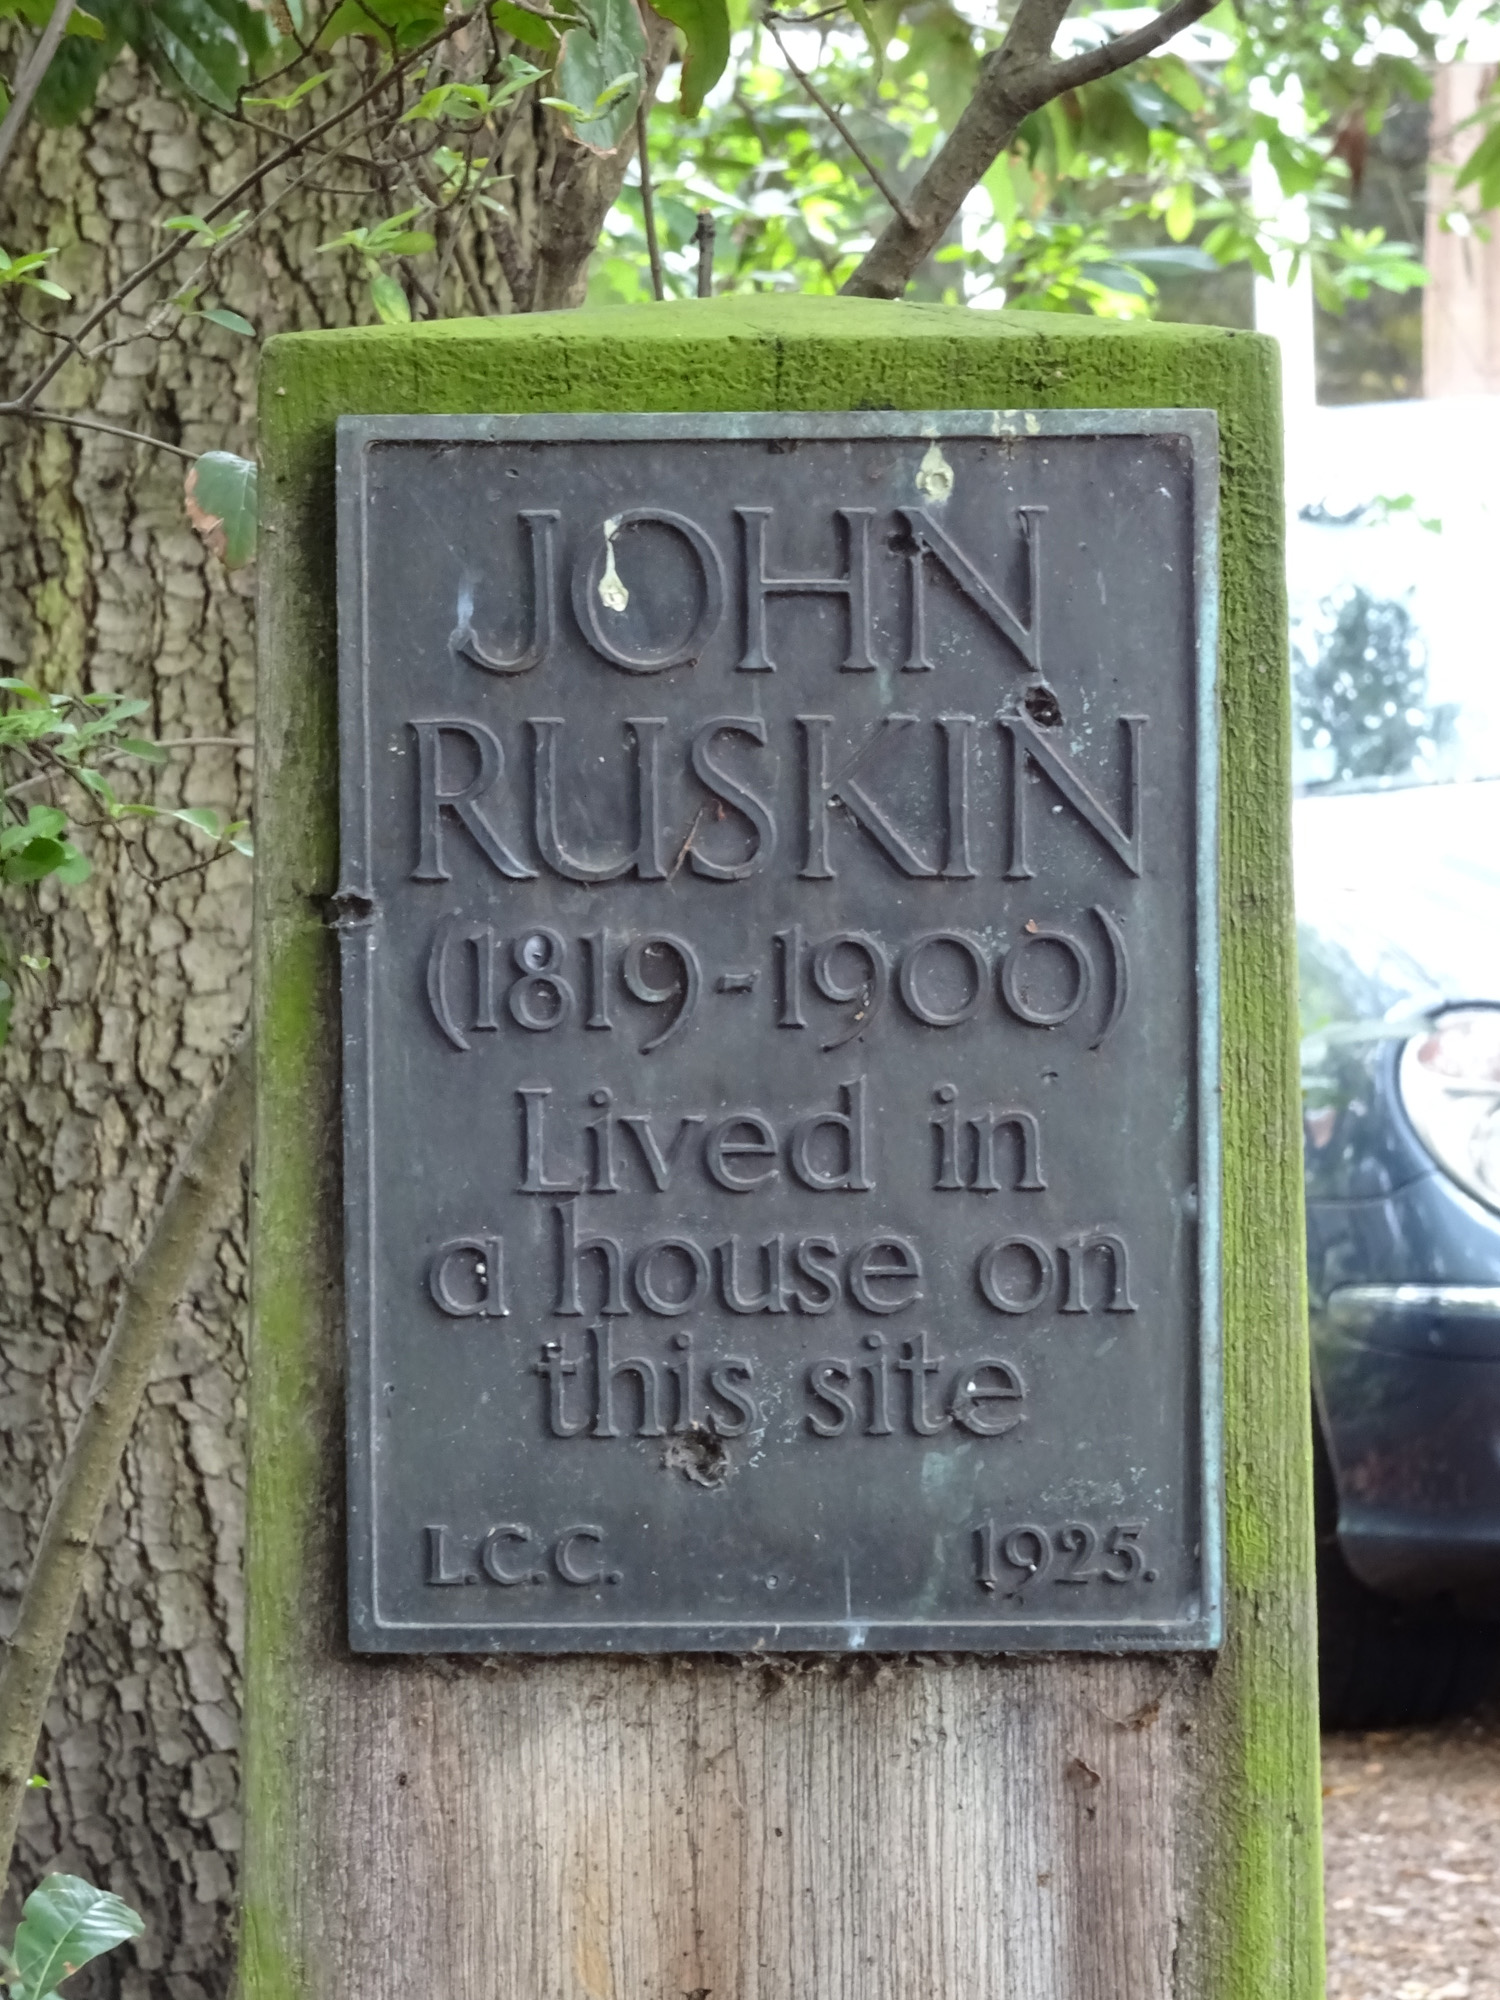 JOHN
RUSKIN
(1819-1900)
Lived in
a house on
this site
L.C.C. 1925.